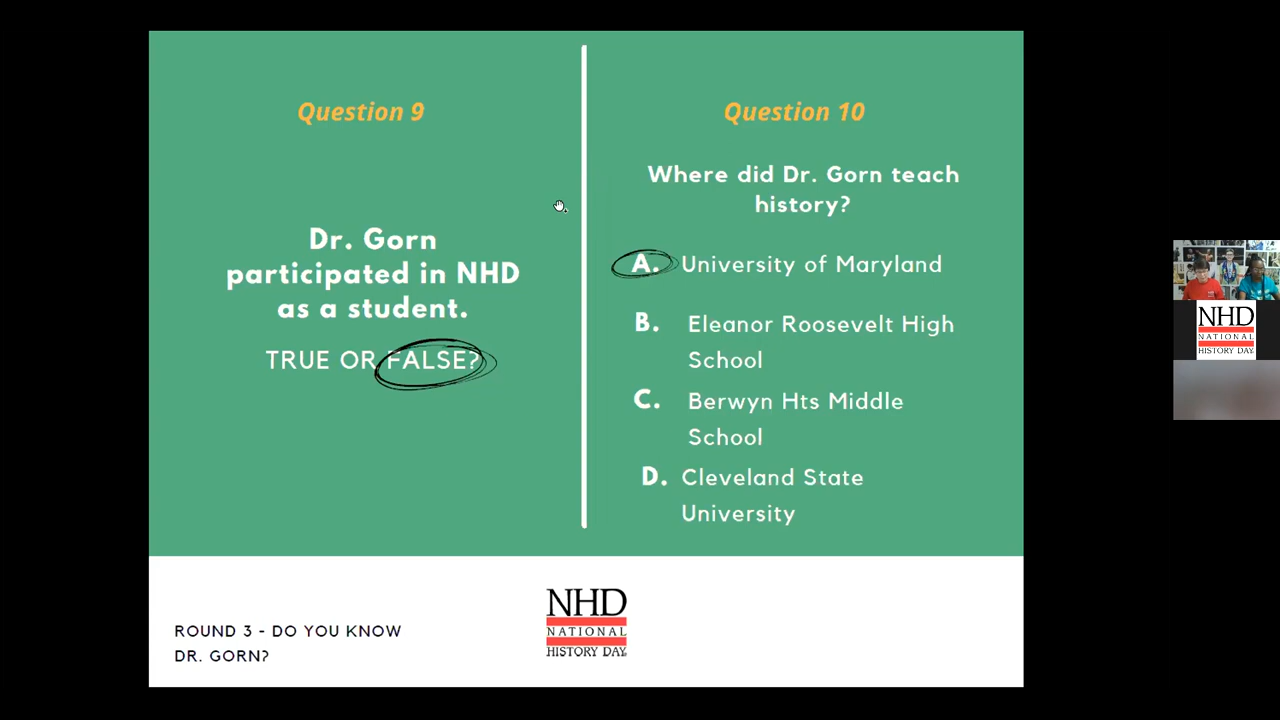 Question 9
Dr. Gorn
participated in NHD
as a student.
TRUE OR FALSE?
Question 10
Where did Dr. Gorn teach
history?
A. University of Maryland
B. Eleanor Roosevelt High
School
C. Berwyn Hts Middle
School
D. Cleveland State
University
ROUND 3 - DO YOU KNOW
DR. GORN?
NHD
NATIONAL
HISTORY DAY
NHD
NATIONAL
HISTORY DAY